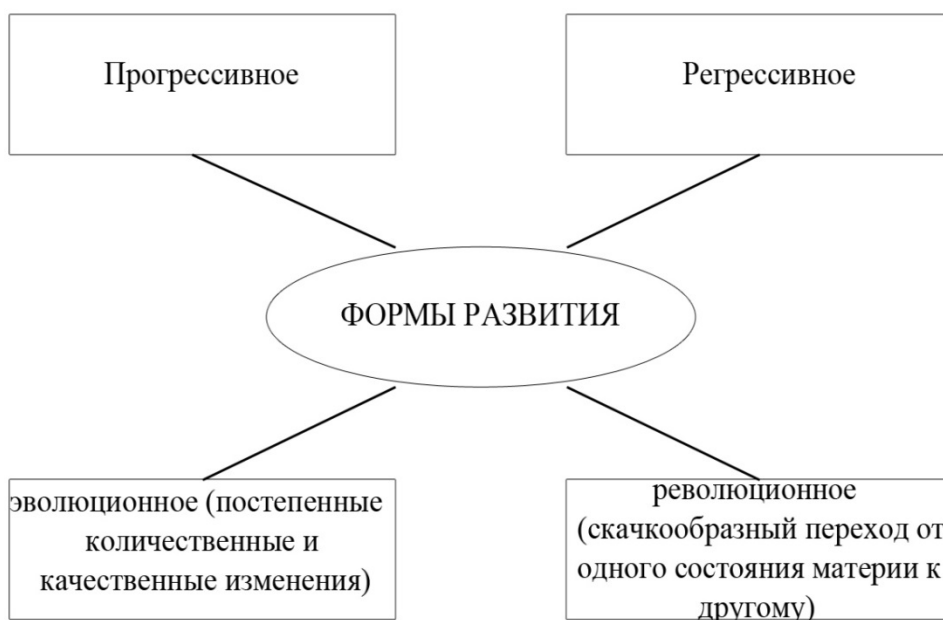 Прогрессивное
Регрессивное
ФОРМЫ РАЗВИТИЯ
эволюционное (постепенные
количественные и
качественные изменения)
революционное
(скачкообразный переход от
одного состояния материи к
другому)